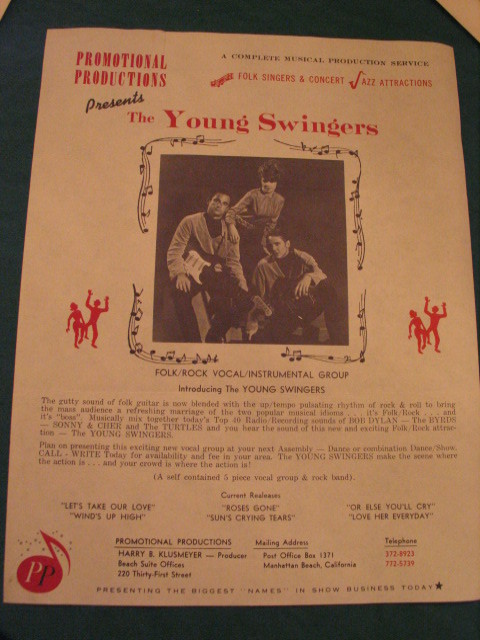 PROMOTIONAL
PRODUCTIONS
A COMPLETE MUSICAL PRODUCTION SERVICE
FOLK SINGERS & CONCERT JAZZ ATTRACTIONS
Presents
The Young Swingers
FOLK/ROCK VOCAL/INSTRUMENTAL GROUP
Introducing The YOUNG SWINGERS
The gutty sound of folk guitar is now blended with the up/tempo pulsating rhythm of rock & roll to bring
the mass audience a refreshing marriage of the two popular musical idioms . . . it's Folk/Rock . . . and
it's "boss". Musically mix together today's Top 40 Radio/Recording sounds of BOB DYLAN — The BYRDS
— SONNY & CHER and The TURTLES and you hear the sound of this new and exciting Folk/Rock attrac-
tion — The YOUNG SWINGERS.
Plan on presenting this exciting new vocal group at your next Assembly — Dance or combination Dance/Show.
CALL - WRITE Today for availability and fee in your area. The YOUNG SWINGERS make the scene where
the action is . . . and your crowd is where the action is!
(A self contained 5 piece vocal group & rock band).
Current Realeases
"LET'S TAKE OUR LOVE" "ROSES GONE" "OR ELSE YOU'LL CRY"
"WIND'S UP HIGH" "SUN'S CRYING TEARS" "LOVE HER EVERYDAY"
PROMOTIONAL PRODUCTIONS Mailing Address Telephone
HARRY B. KLUSMEYER — Producer Post Office Box 1371 372-8923
Beach Suite Offices Manhattan Beach, California 772-5739
220 Thirty-First Street
PP
PRESENTING THE BIGGEST "NAMES" IN SHOW BUSINESS TODAY★